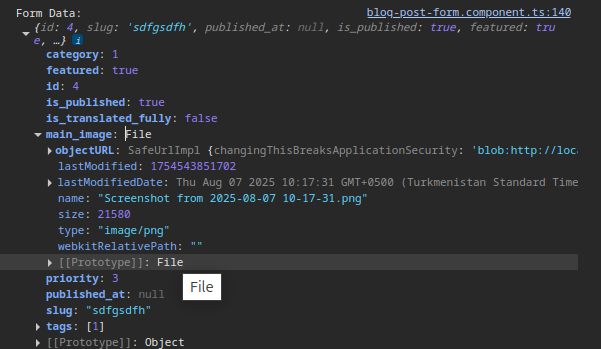 Form Data: blog-post-form.component.ts:140
{id: 4, slug: 'sdfgsdfh', published_at: null, is_published: true, featured: tru
e, …} i
category: 1
featured: true
id: 4
is_published: true
is_translated_fully: false
main_image: File
objectURL: SafeUrlImpl {changingThisBreaksApplicationSecurity: 'blob:http://loca
lastModified: 1754543851702
lastModifiedDate: Thu Aug 07 2025 10:17:31 GMT+0500 (Turkmenistan Standard Time
name: "Screenshot from 2025-08-07 10-17-31.png"
size: 21580
type: "image/png"
webkitRelativePath: ""
[[Prototype]]: File
priority: 3
published_at: null
File
slug: "sdfgsdfh"
tags: [1]
[[Prototype]]: Object